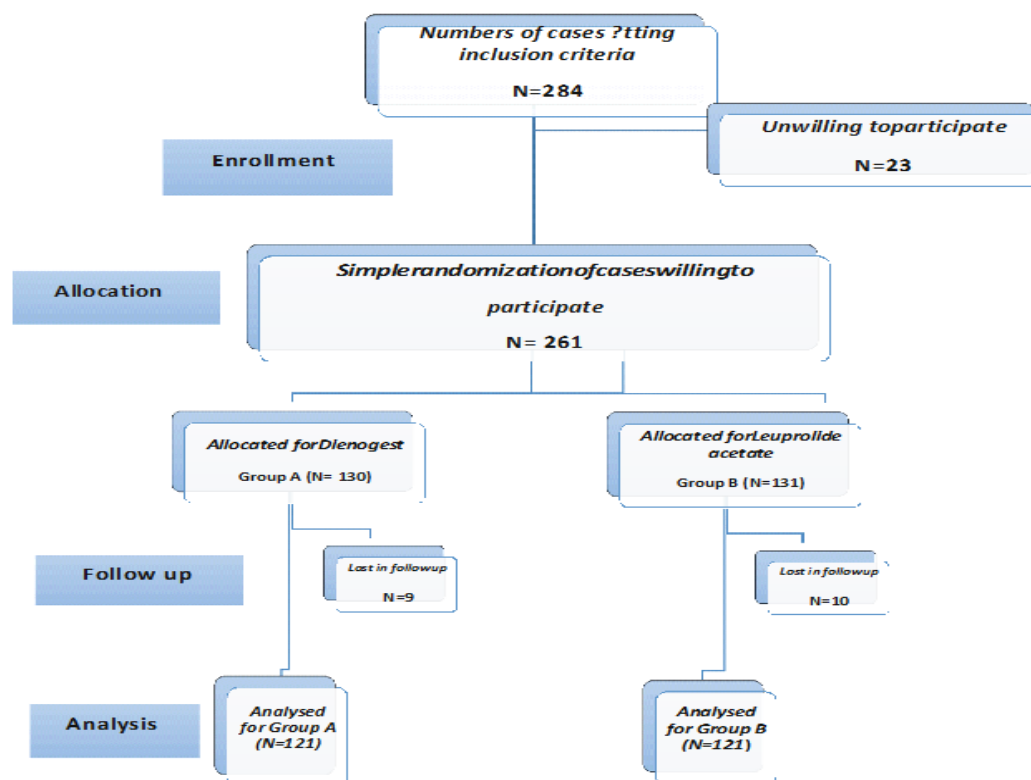 Numbers of cases ?tting
inclusion criteria
N=284
Unwilling toparticipate
N=23
Enrollment
Simplerandomizationofcaseswillingto
participate
N= 261
Allocation
Allocated forDienogest
Group A (N= 130)
Allocated forLeuprolide
acetate
Group B (N=131)
Follow up
Lost in followup
N=9
Lost in followup
N=10
Analysis
Analysed
for Group A
(N=121)
Analysed
for Group B
(N=121)